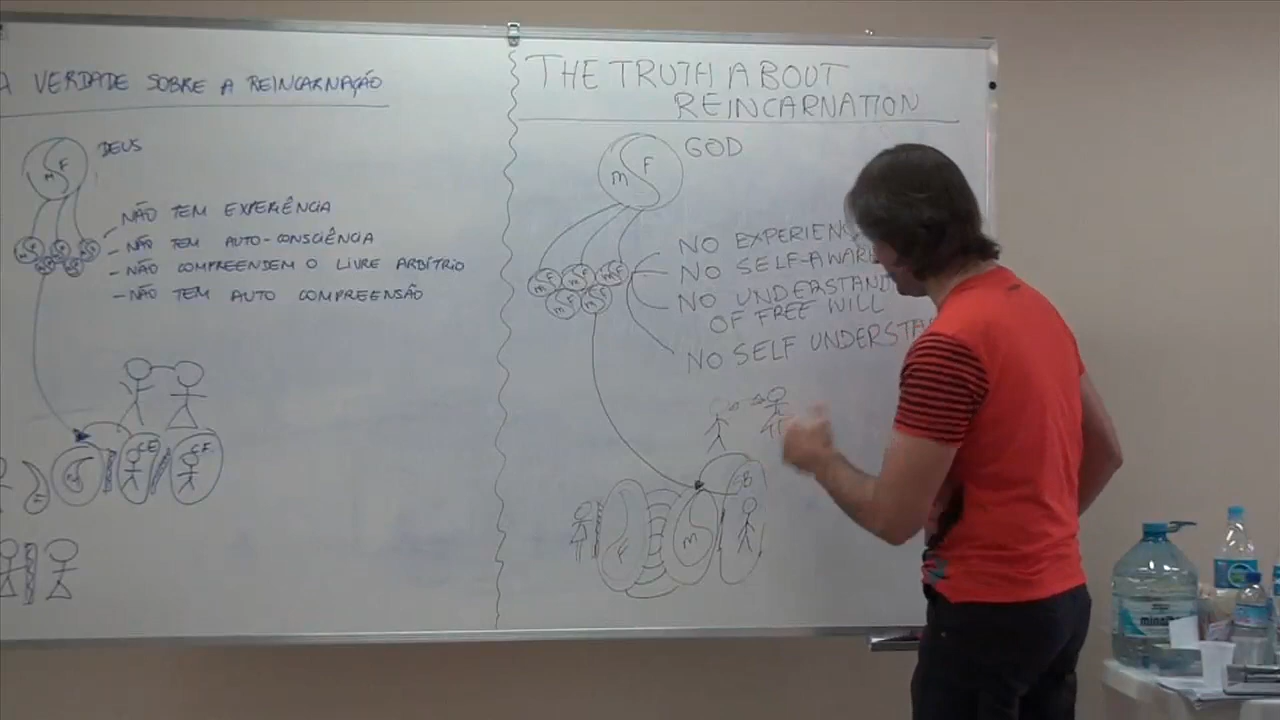 A VERDADE SOBRE A REINCARNAÇÃO
DEUS
M F
NÃO TEM EXPERIÊNCIA
- NÃO TEM AUTO-CONSCIÊNCIA
- NÃO COMPREENDEM O LIVRE ARBÍTRIO
- NÃO TEM AUTO COMPREENSÃO
THE TRUTH ABOUT
REINCARNATION
GOD
M F
NO EXPERIENC
NO SELF-AWAR
NO UNDERSTAND
OF FREE WILL
NO SELF UNDERSTA
F
M